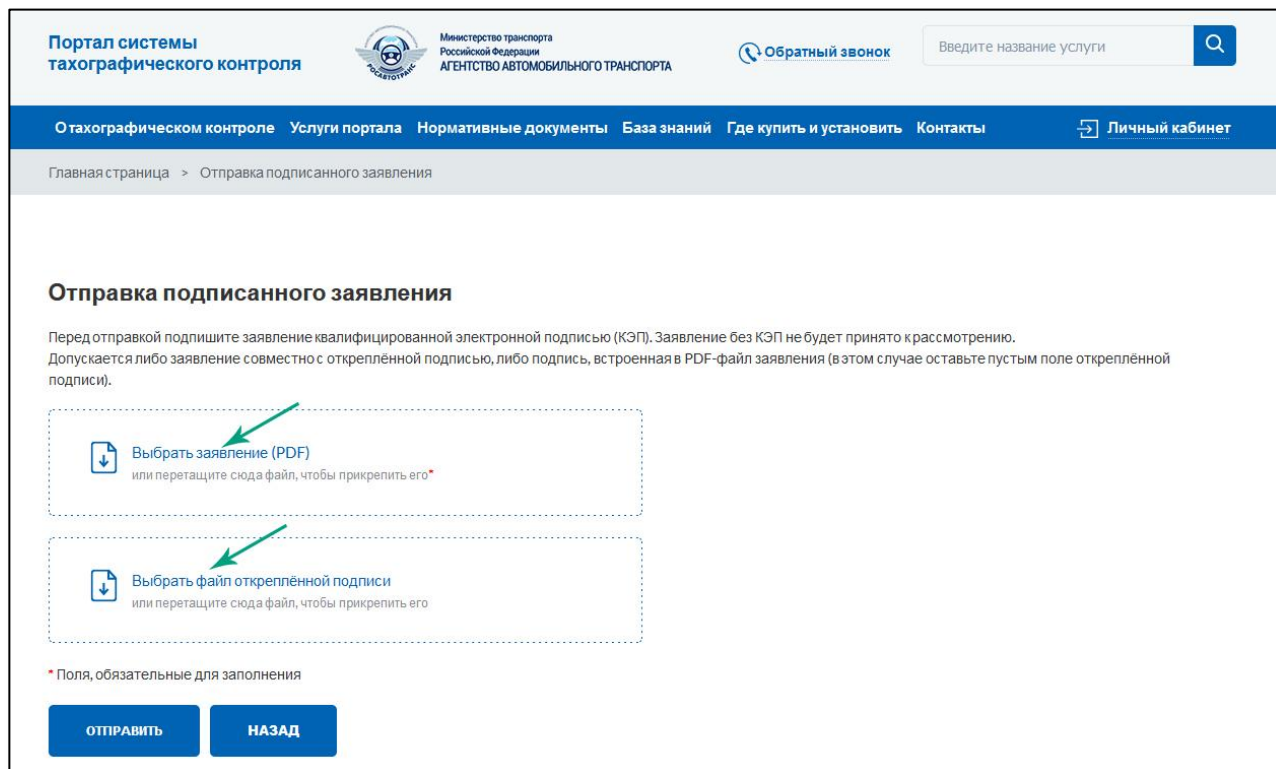 Портал системы
тахографического контроля
РОСАВТОТРАНС
Министерство транспорта
Российской Федерации
АГЕНТСТВО АВТОМОБИЛЬНОГО ТРАНСПОРТА
Обратный звонок
Введите название услуги
О тахографическом контроле Услуги портала Нормативные документы База знаний Где купить и установить Контакты Личный кабинет
Главная страница > Отправка подписанного заявления
Отправка подписанного заявления
Перед отправкой подпишите заявление квалифицированной электронной подписью (КЭП). Заявление без КЭП не будет принято к рассмотрению.
Допускается либо заявление совместно с откреплённой подписью, либо подпись, встроенная в PDF-файл заявления (в этом случае оставьте пустым поле откреплённой
подписи).
Выбрать заявление (PDF)
или перетащите сюда файл, чтобы прикрепить его*
Выбрать файл откреплённой подписи
или перетащите сюда файл, чтобы прикрепить его
* Поля, обязательные для заполнения
ОТПРАВИТЬ НАЗАД